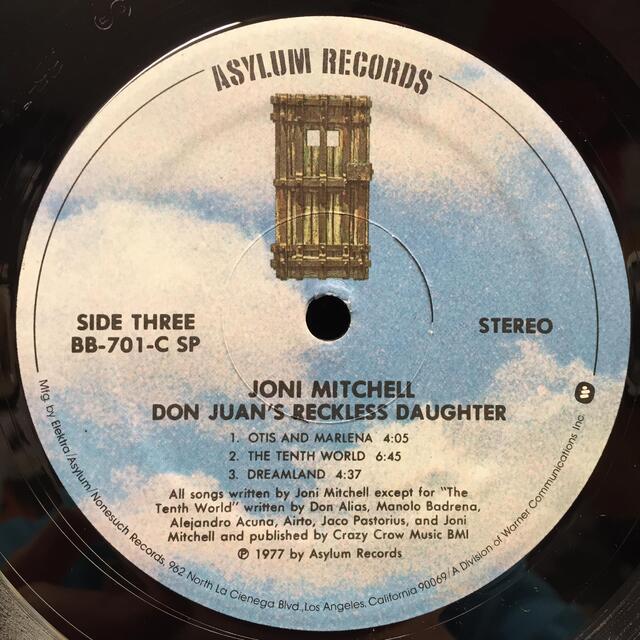 ASYLUM RECORDS
SIDE THREE
BB-701-C SP
STEREO
JONI MITCHELL
DON JUAN'S RECKLESS DAUGHTER
1. OTIS AND MARLENA 4:05
2. THE TENTH WORLD 6:45
3. DREAMLAND 4:37
All songs written by Joni Mitchell except for "The
Tenth World" written by Don Alias, Manolo Badrena,
Alejandro Acuna, Airto, Jaco Pastorius, and Joni
Mitchell and published by Crazy Crow Music BMI
℗ 1977 by Asylum Records
Mfg. by Elektra/Asylum/Nonesuch Records, 962 North La Cienega Blvd., Los Angeles, California 90069/A Division of Warner Communications Inc.